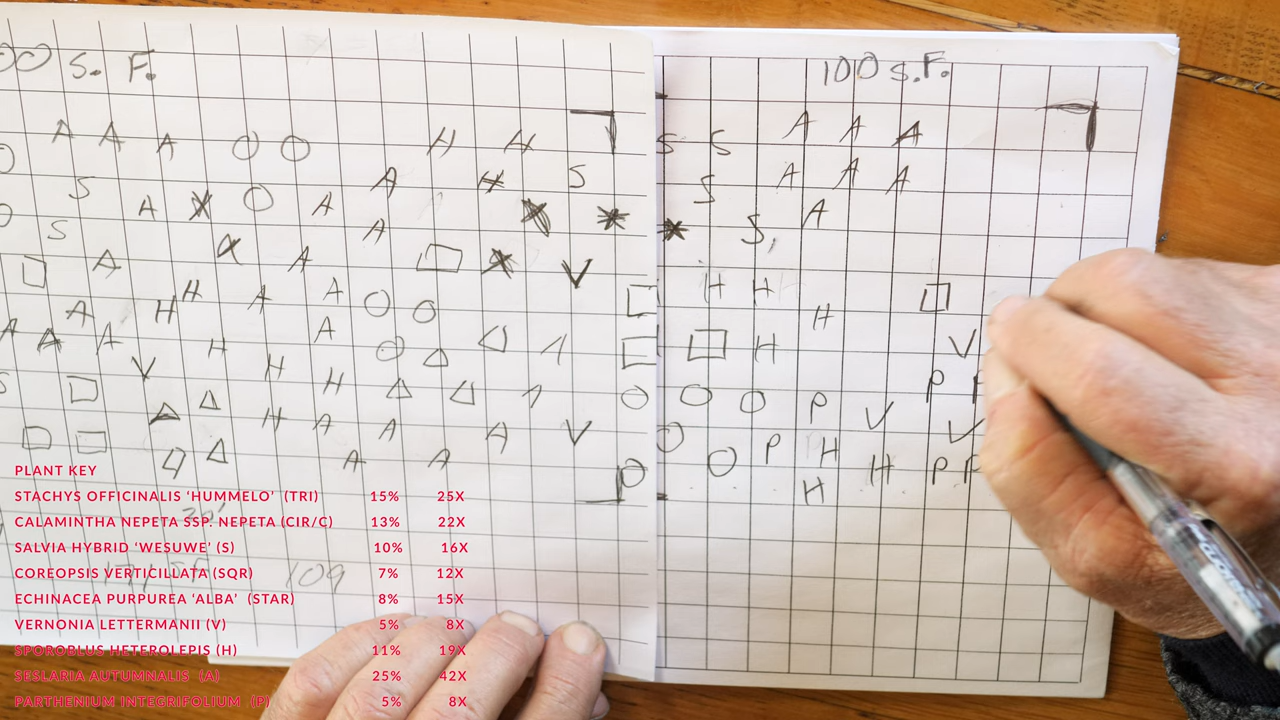 00 S. F.
100 S.F.
A A A O O H H S S A A A
S A O A A H S S A A A
S A A S A
A A V
A H H A A O O H H H
A A A H A V
V H H H P
S H A A A V O O O P V
A A O O P H V
H P P
PLANT KEY
STACHYS OFFICINALIS ‘HUMMELO’ (TRI) 15% 25X
CALAMINTHA NEPETA SSP. NEPETA (CIR/C) 13% 22X
SALVIA HYBRID ‘WESUWE’ (S) 10% 16X
COREOPSIS VERTICILLATA (SQR) 7% 12X
109
ECHINACEA PURPUREA ‘ALBA’ (STAR) 8% 15X
VERNONIA LETTERMANII (V) 5% 8X
SPOROBLUS HETEROLEPIS (H) 11% 19X
SESLARIA AUTUMNALIS (A) 25% 42X
PARTHENIUM INTEGRIFOLIUM (P) 5% 8X